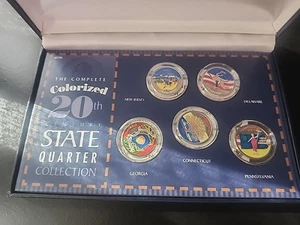 THE COMPLETE
Colorized
20th
CENTURY
STATE
QUARTER
COLLECTION
NEW JERSEY
DELAWARE
GEORGIA
CONNECTICUT
PENNSYLVANIA